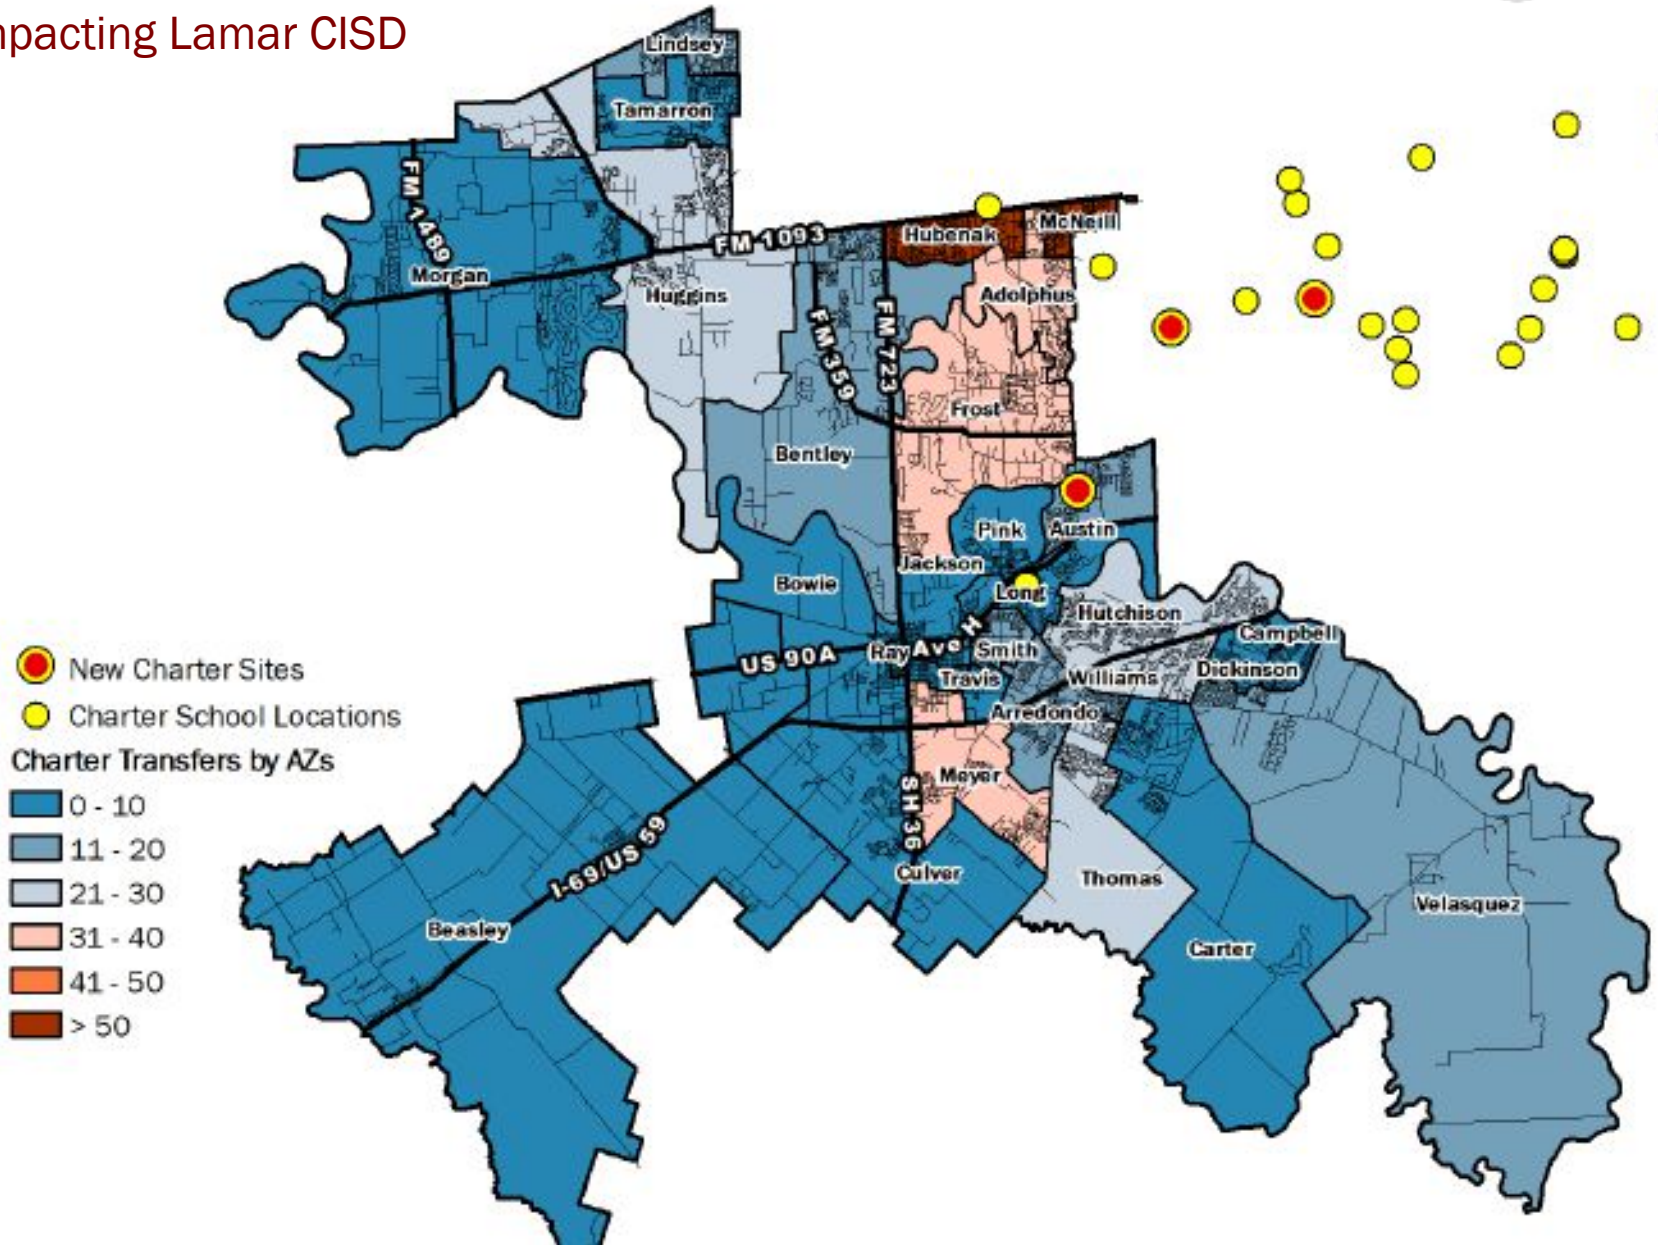 mpacting Lamar CISD
Lindsey
Tamarron
FM 1489
FM 1093
Hubenak
McNeill
Morgan
Huggins
Adolphus
FM 359
FM 723
Frost
Bentley
Pink
Austin
Jackson
Bowie
Long
Hutchison
Campbell
US 90A
Ray
Ave H
Smith
Travis
Williams
Dickinson
Arredondo
Meyer
SH 36
I-69/US 59
Culver
Thomas
Velasquez
Beasley
Carter
New Charter Sites
Charter School Locations
Charter Transfers by AZs
0 - 10
11 - 20
21 - 30
31 - 40
41 - 50
> 50